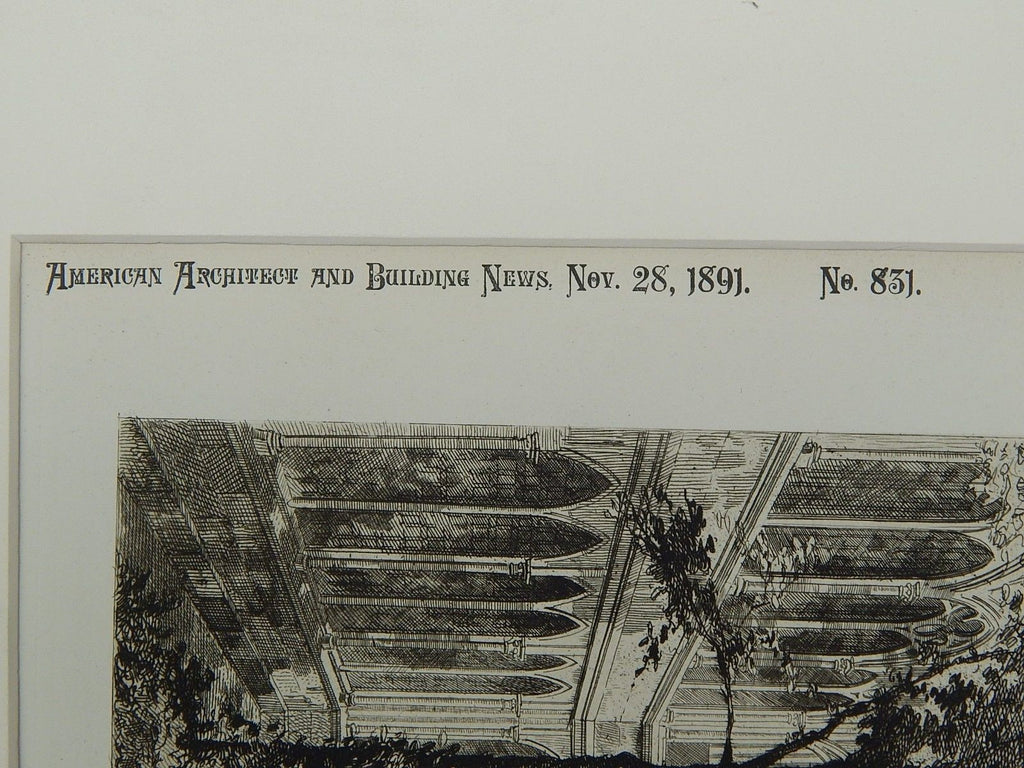 American Architect and Building News, Nov. 28, 1891. No. 831.